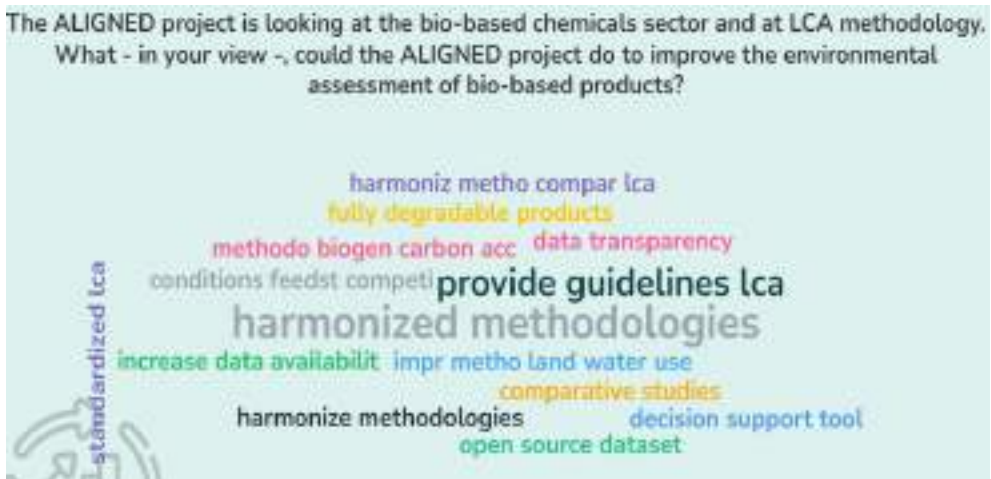 The ALIGNED project is looking at the bio-based chemicals sector and at LCA methodology.
What - in your view -, could the ALIGNED project do to improve the environmental
assessment of bio-based products?
harmoniz metho compar lca
fully degradable products
methodo biogen carbon acc
data transparency
conditions feedst competi
provide guidelines lca
harmonized methodologies
standardized lca
increase data availabilit
impr metho land water use
comparative studies
harmonize methodologies
decision support tool
open source dataset